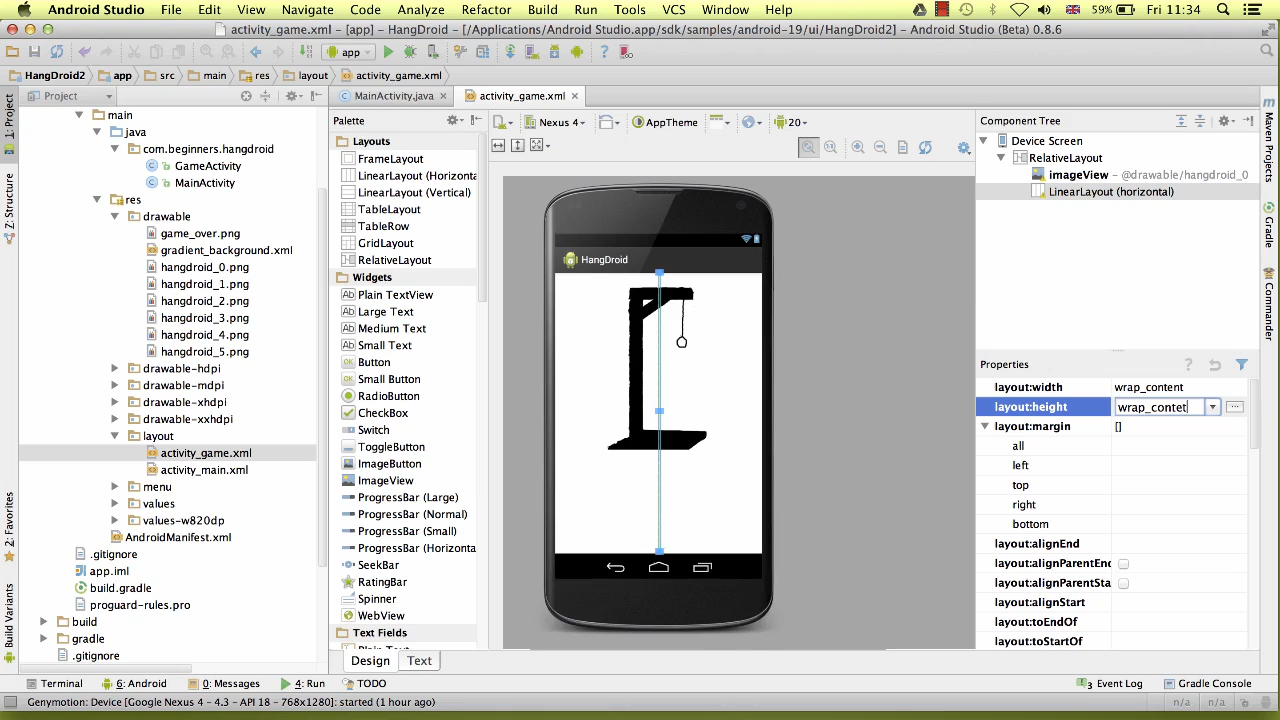 Android Studio File Edit View Navigate Code Analyze Refactor Build Run Tools VCS Window Help 59% Fri 11:34
activity_game.xml - [app] - HangDroid - [/Applications/Android Studio.app/sdk/samples/android-19/ui/HangDroid2] - Android Studio (Beta) 0.8.6
app
HangDroid2 app src main res layout activity_game.xml
Project
MainActivity.java
activity_game.xml
1: Project
Z: Structure
2: Favorites
Build Variants
main
java
com.beginners.hangdroid
GameActivity
MainActivity
res
drawable
game_over.png
gradient_background.xml
hangdroid_0.png
hangdroid_1.png
hangdroid_2.png
hangdroid_3.png
hangdroid_4.png
hangdroid_5.png
drawable-hdpi
drawable-mdpi
drawable-xhdpi
drawable-xxhdpi
layout
activity_game.xml
activity_main.xml
menu
values
values-w820dp
AndroidManifest.xml
.gitignore
app.iml
build.gradle
proguard-rules.pro
build
gradle
.gitignore
Palette
Layouts
FrameLayout
LinearLayout (Horizonta
LinearLayout (Vertical)
TableLayout
TableRow
GridLayout
RelativeLayout
Widgets
Plain TextView
Large Text
Medium Text
Small Text
Button
Small Button
RadioButton
CheckBox
Switch
ToggleButton
ImageButton
ImageView
ProgressBar (Large)
ProgressBar (Normal)
ProgressBar (Small)
ProgressBar (Horizonta
SeekBar
RatingBar
Spinner
WebView
Text Fields
Design Text
Nexus 4 AppTheme 20
HangDroid
Component Tree
Device Screen
RelativeLayout
imageView - @drawable/hangdroid_0
LinearLayout (horizontal)
Properties
layout:width wrap_content
layout:height wrap_contet
layout:margin []
all
left
top
right
bottom
layout:alignEnd
layout:alignParentEnd
layout:alignParentSta
layout:alignStart
layout:toEndOf
layout:toStartOf
Maven Projects
Gradle
Commander
Terminal 6: Android 0: Messages 4: Run TODO 3 Event Log Gradle Console
Genymotion: Device [Google Nexus 4 - 4.3 - API 18 - 768x1280]: started (1 hour ago) n/a n/a